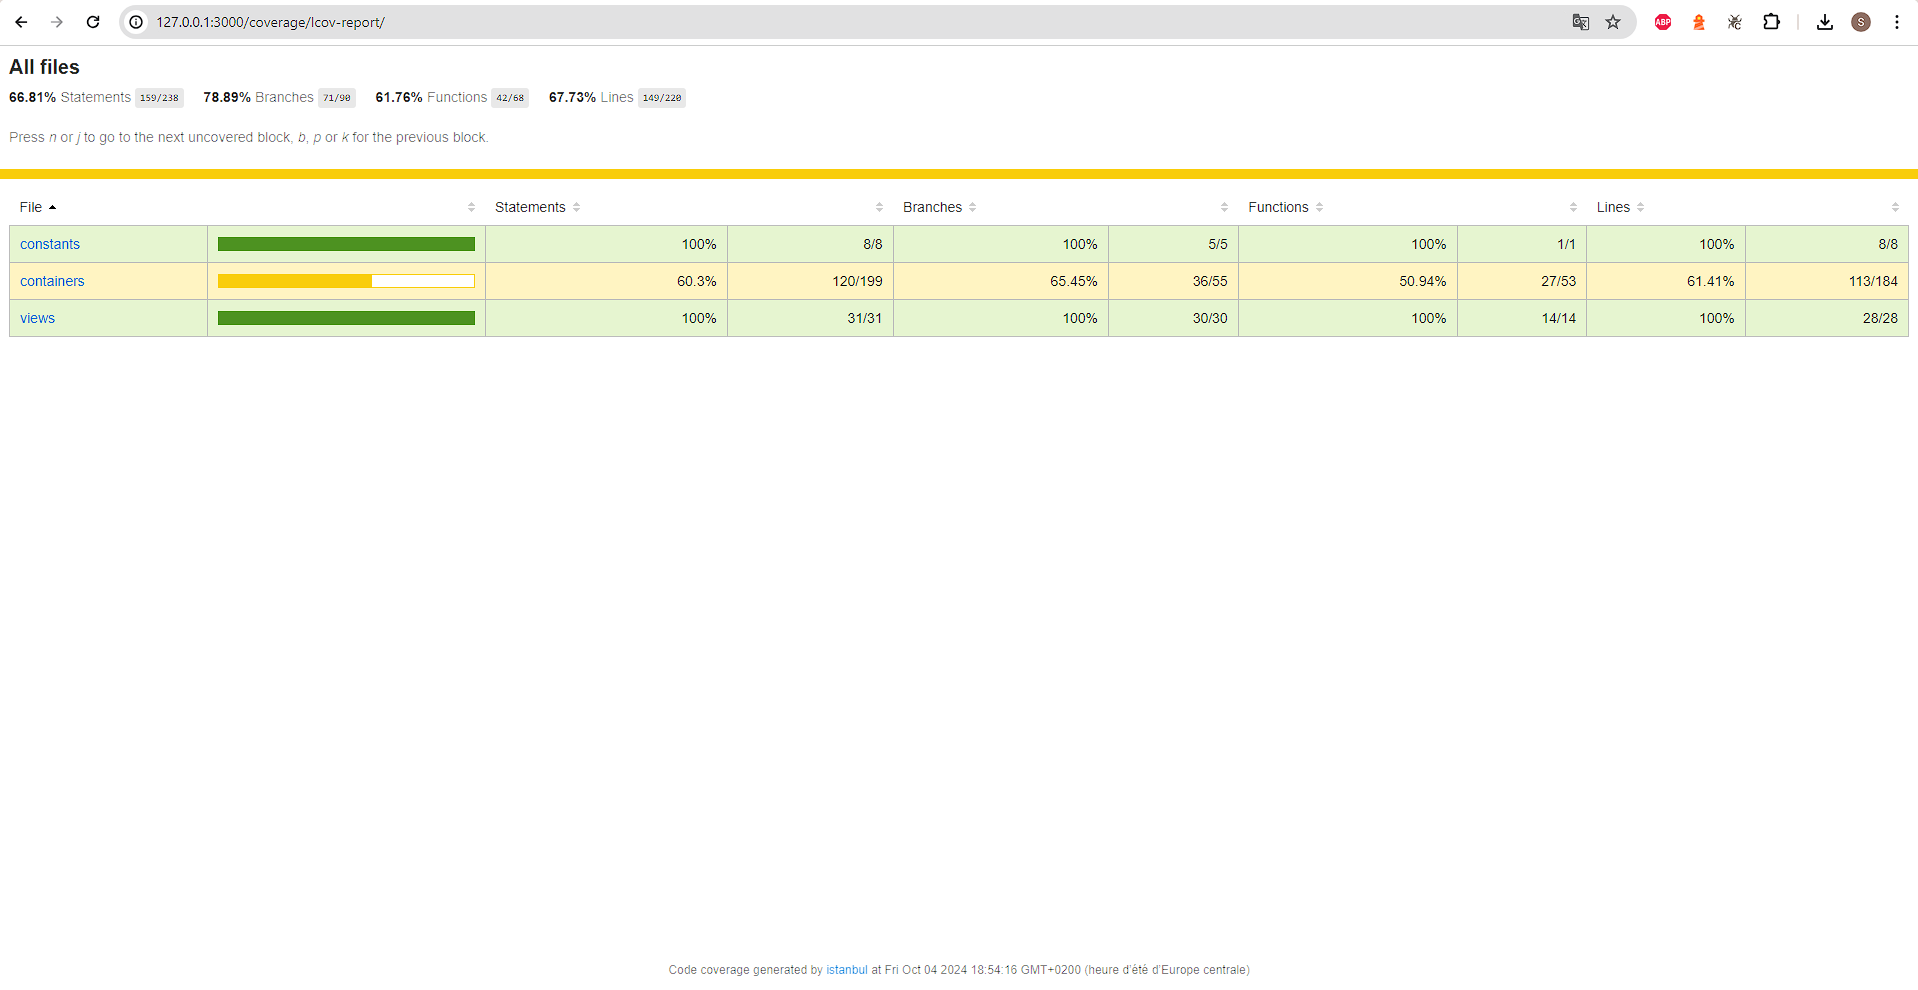 127.0.0.1:3000/coverage/lcov-report/
ABP
C
S
All files
66.81% Statements 159/238 78.89% Branches 71/90 61.76% Functions 42/68 67.73% Lines 149/220
Press n or j to go to the next uncovered block, b, p or k for the previous block.
File Statements Branches Functions Lines
constants 100% 8/8 100% 5/5 100% 1/1 100% 8/8
containers 60.3% 120/199 65.45% 36/55 50.94% 27/53 61.41% 113/184
views 100% 31/31 100% 30/30 100% 14/14 100% 28/28
Code coverage generated by istanbul at Fri Oct 04 2024 18:54:16 GMT+0200 (heure d'été d'Europe centrale)